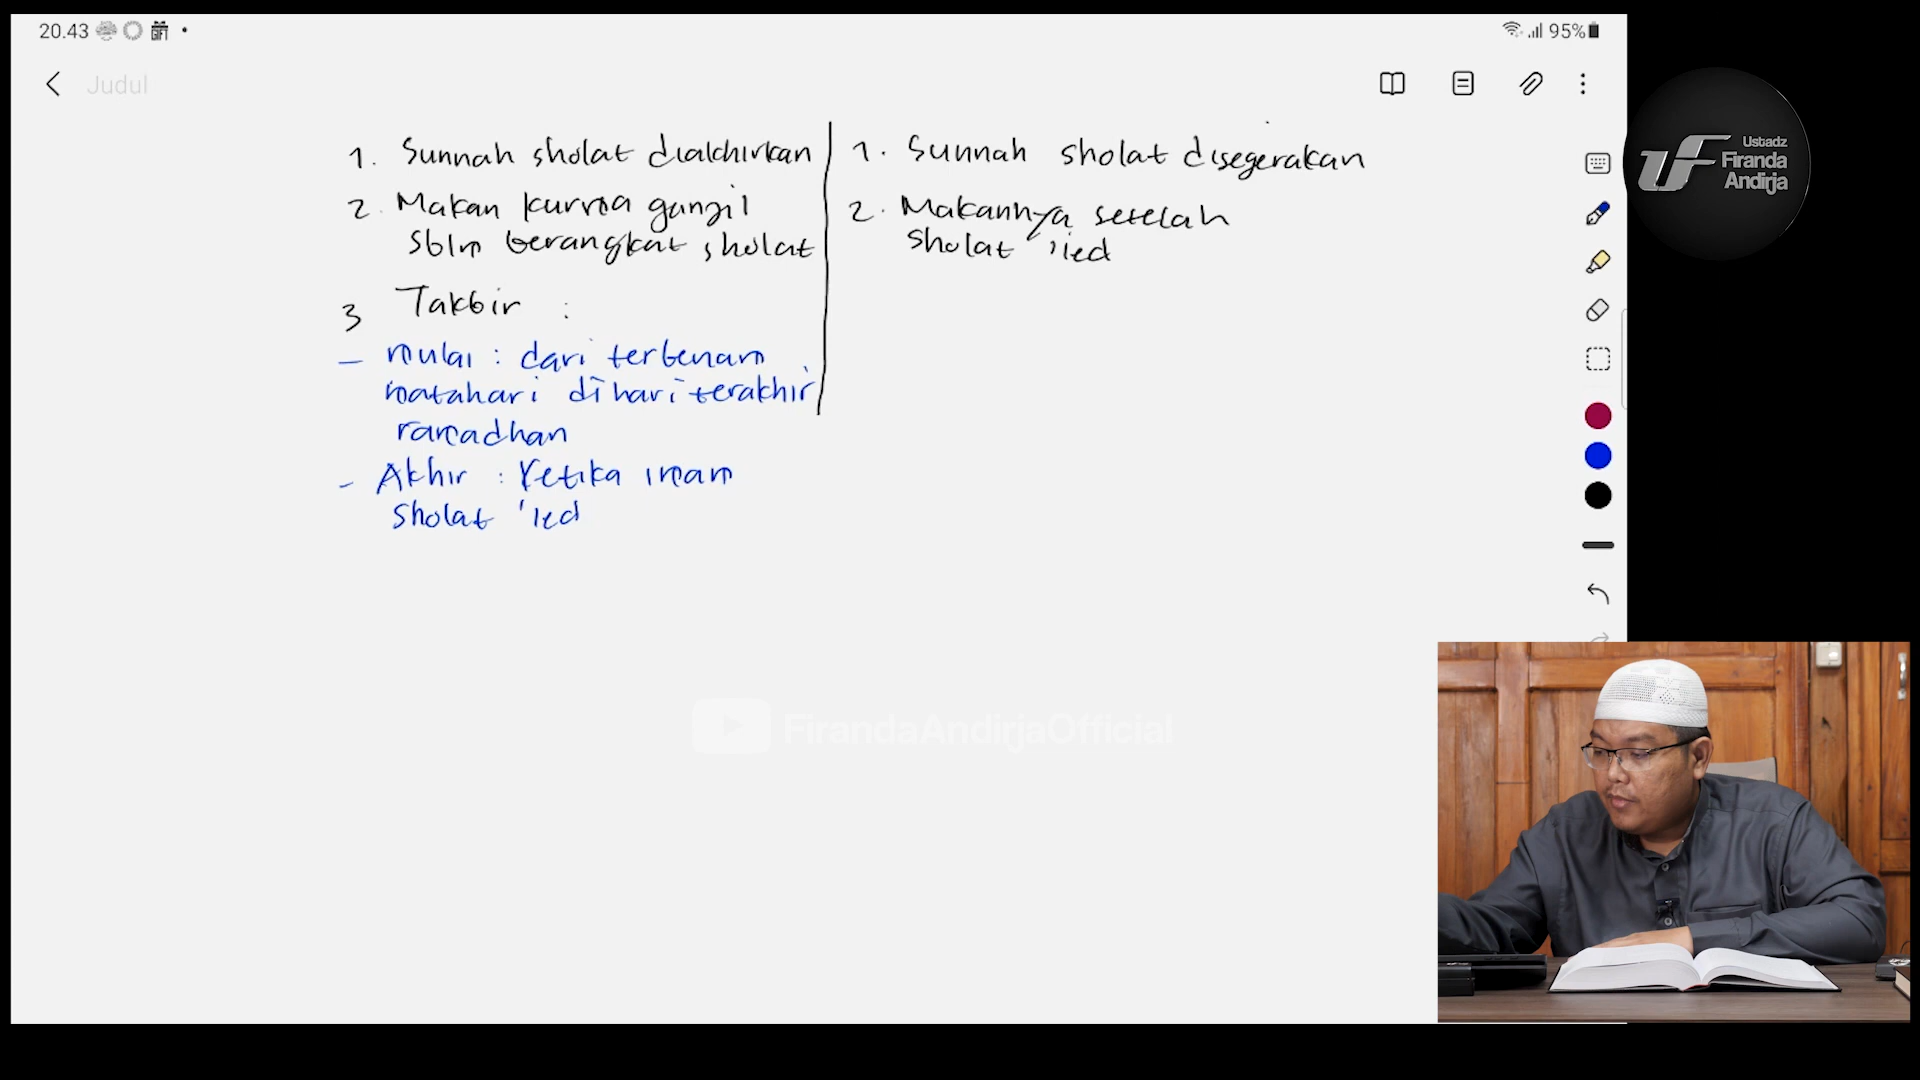 20.43
95%
Judul
1. Sunnah sholat diakhirkan
2. Makan kurma ganjil
sblm berangkat sholat
3 Takbir :
- mulai : dari terbenam
matahari di hari terakhir
ramadhan
- Akhir : Ketika imam
sholat 'ied
1. Sunnah sholat disegerakan
2. Makannya setelah
sholat 'ied
Ustadz
Firanda
Andirja
FirandaAndirjaOfficial